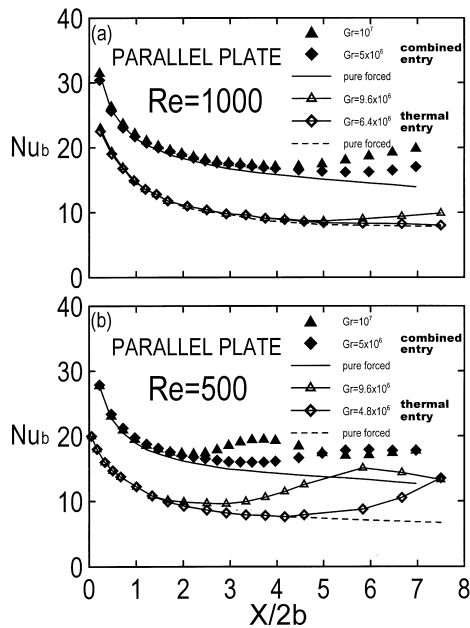 (a)
PARALLEL PLATE
Re=1000
Gr=10⁷
Gr=5x10⁶
combined entry
pure forced
Gr=9.6x10⁶
Gr=6.4x10⁶
thermal entry
pure forced
40
30
20
10
0
Nub
(b)
PARALLEL PLATE
Re=500
Gr=10⁷
Gr=5x10⁶
combined entry
pure forced
Gr=9.6x10⁶
Gr=4.8x10⁶
thermal entry
pure forced
40
30
20
10
0
Nub
0 1 2 3 4 5 6 7 8
X/2b